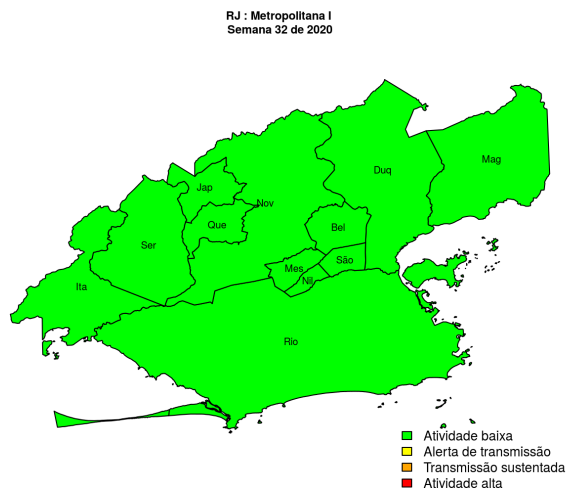 RJ : Metropolitana I
Semana 32 de 2020
Duq
Mag
Jap
Nov
Que
Bel
Ser
São
Mes
Nil
Ita
Rio
Atividade baixa
Alerta de transmissão
Transmissão sustentada
Atividade alta